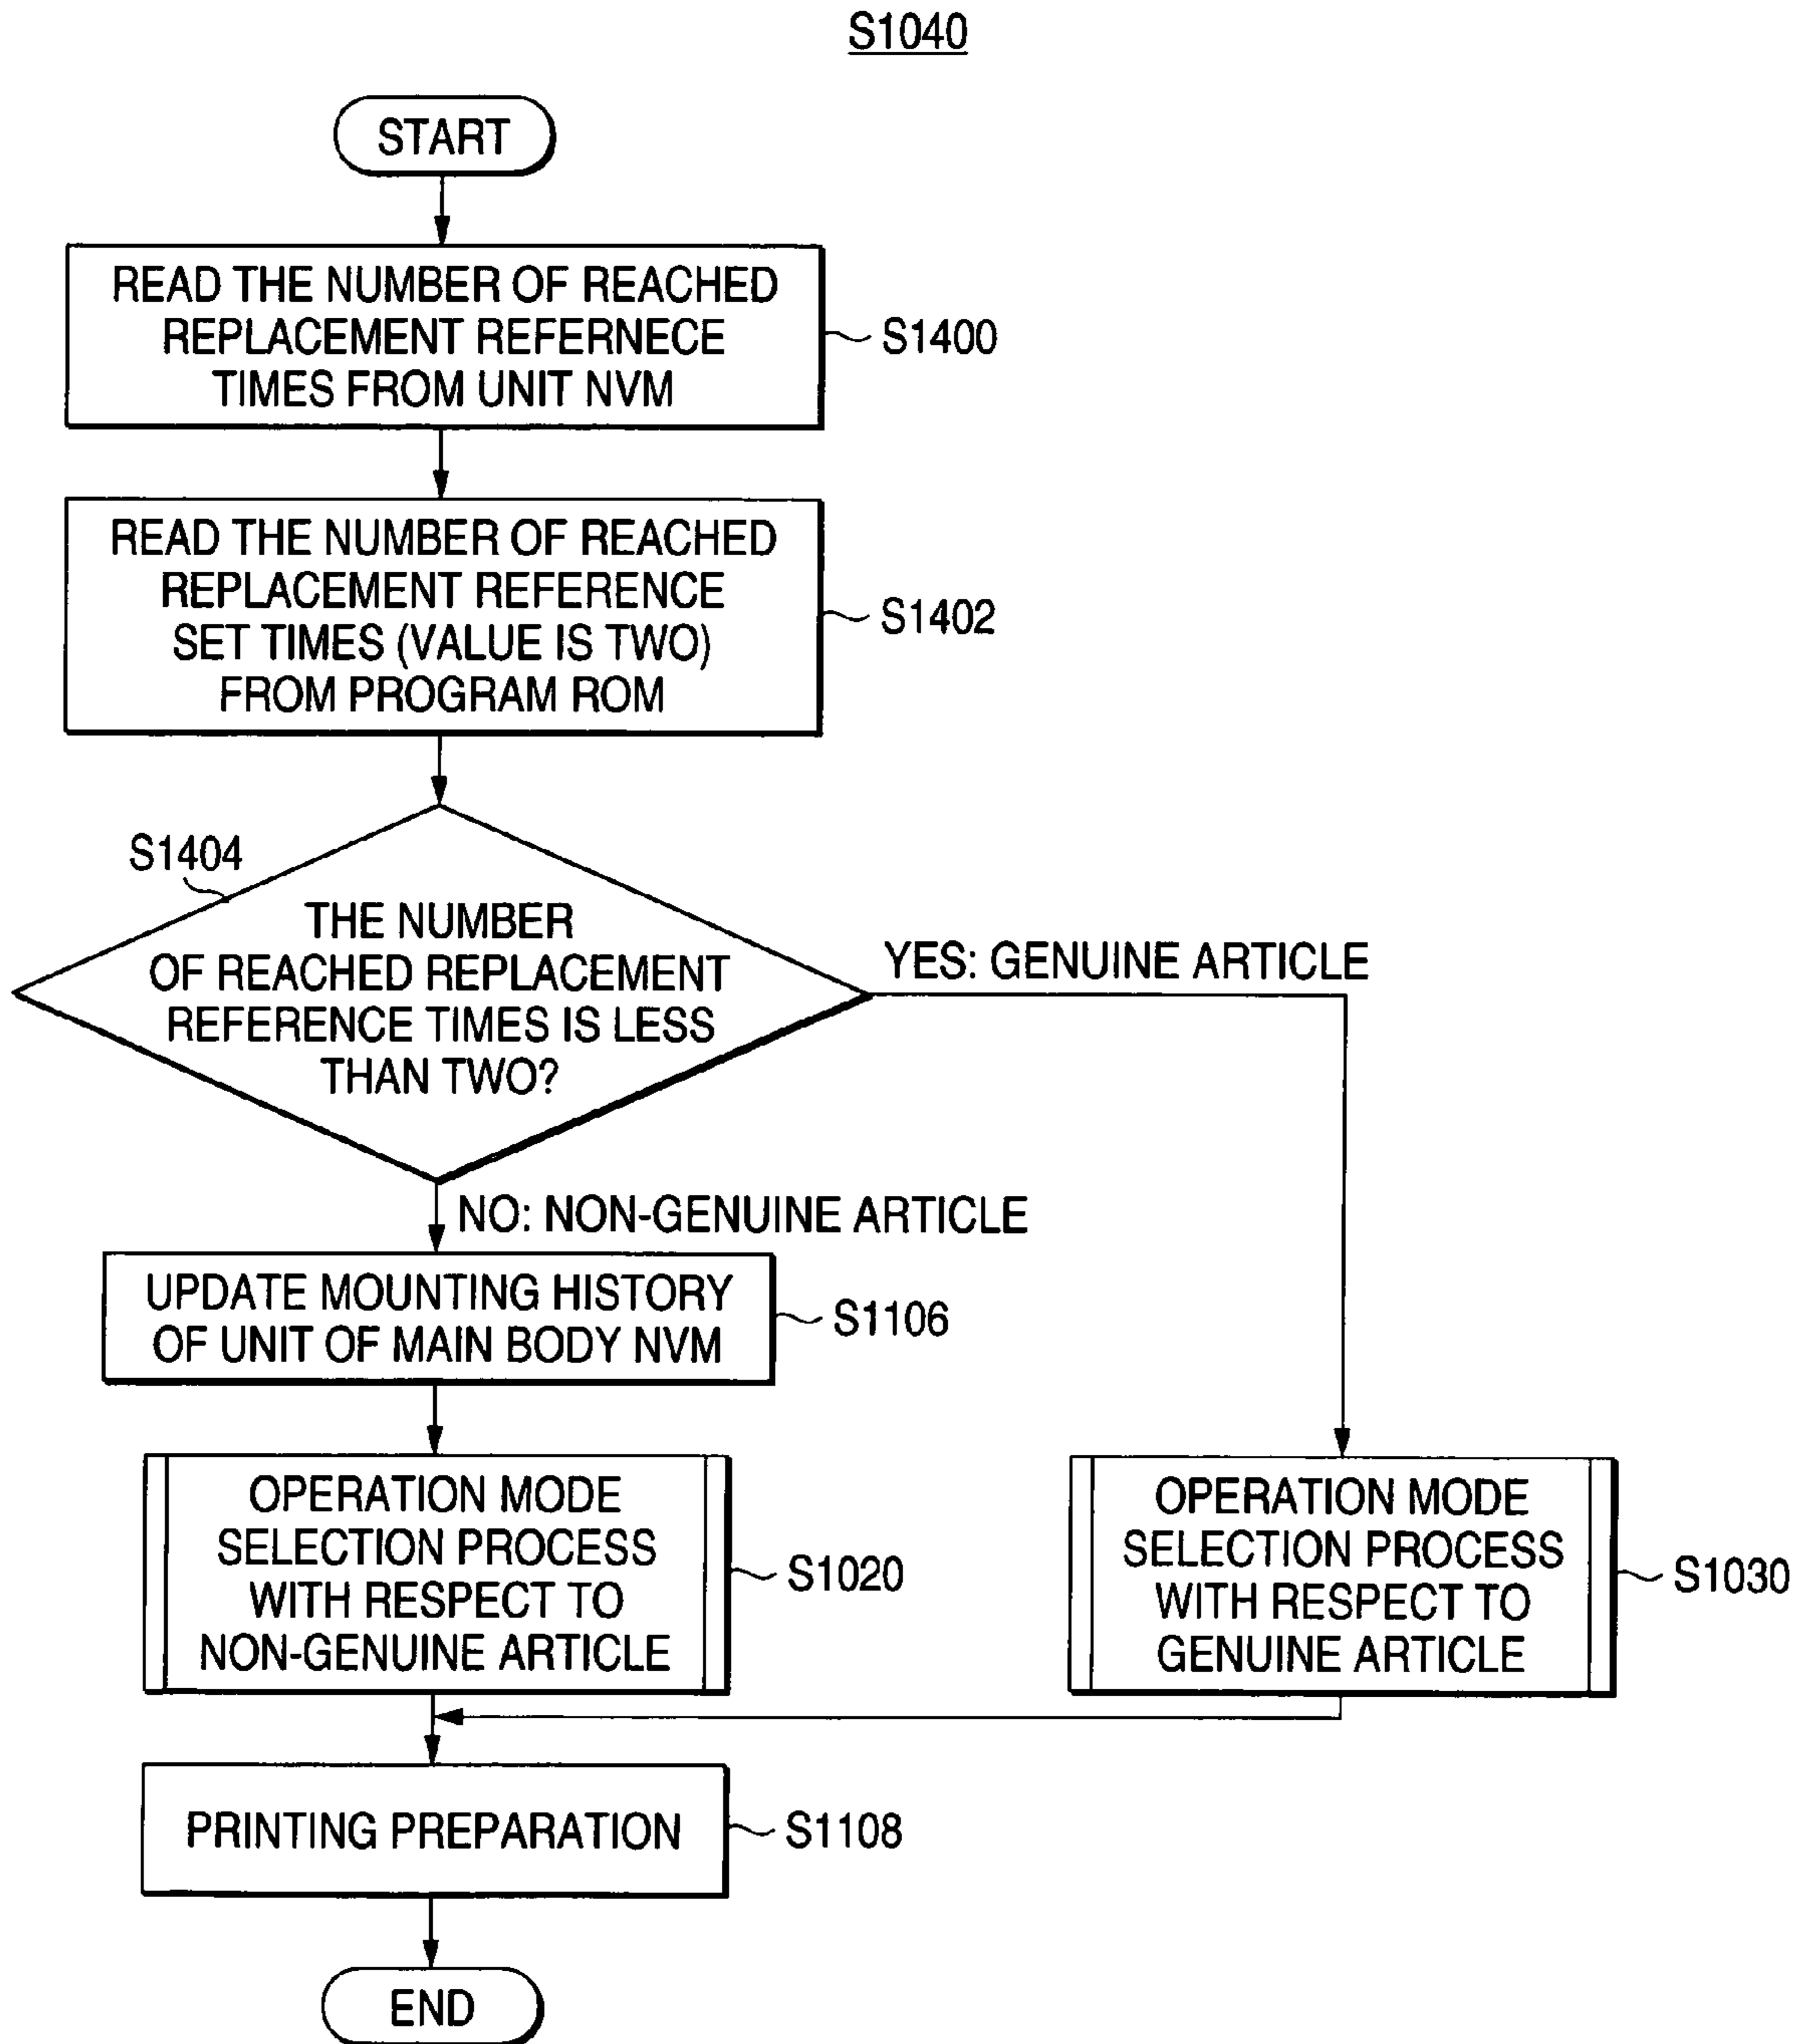 S1040
START
READ THE NUMBER OF REACHED
REPLACEMENT REFERNECE
TIMES FROM UNIT NVM
S1400
READ THE NUMBER OF REACHED
REPLACEMENT REFERENCE
SET TIMES (VALUE IS TWO)
FROM PROGRAM ROM
S1402
S1404
THE NUMBER
OF REACHED REPLACEMENT
REFERENCE TIMES IS LESS
THAN TWO?
YES: GENUINE ARTICLE
NO: NON-GENUINE ARTICLE
UPDATE MOUNTING HISTORY
OF UNIT OF MAIN BODY NVM
S1106
OPERATION MODE
SELECTION PROCESS
WITH RESPECT TO
NON-GENUINE ARTICLE
S1020
OPERATION MODE
SELECTION PROCESS
WITH RESPECT TO
GENUINE ARTICLE
S1030
PRINTING PREPARATION
S1108
END